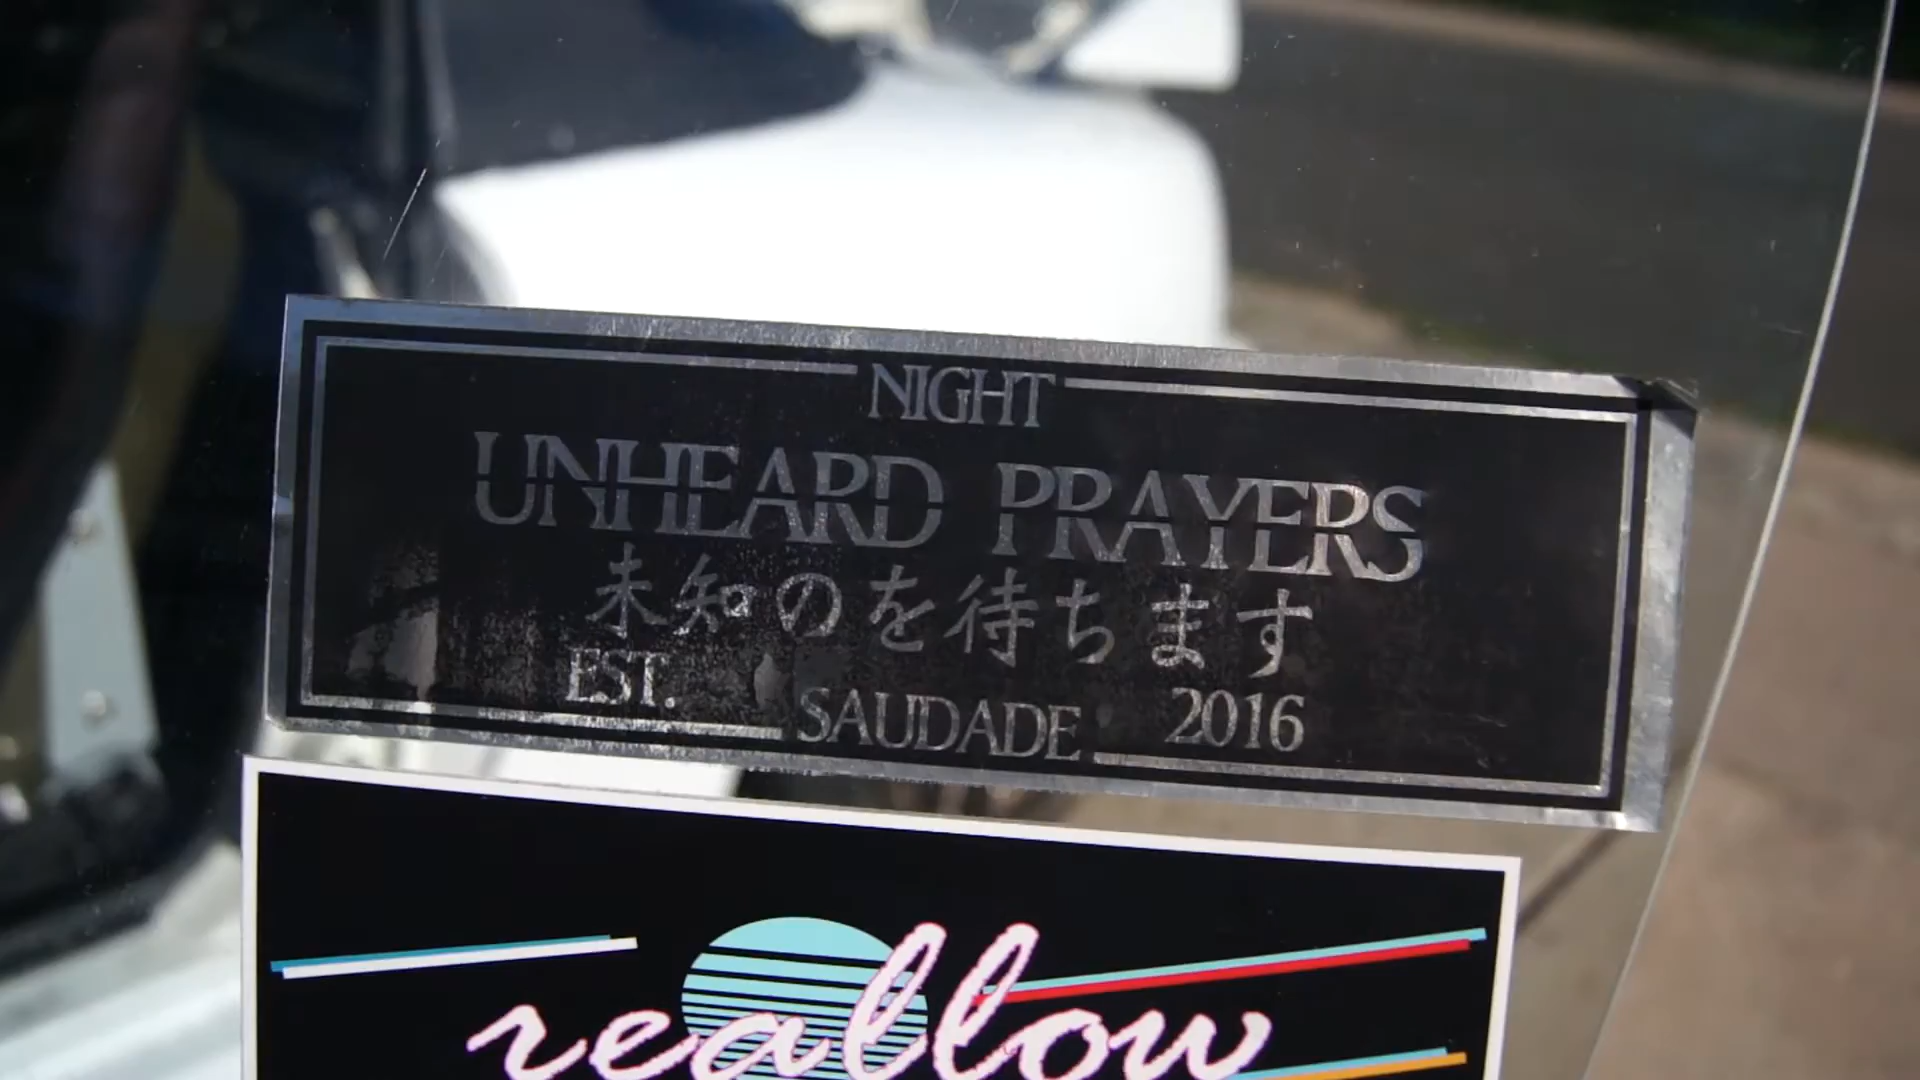 NIGHT
UNHEARD PRAYERS
未知のを待ちます
EST. SAUDADE 2016
reallow